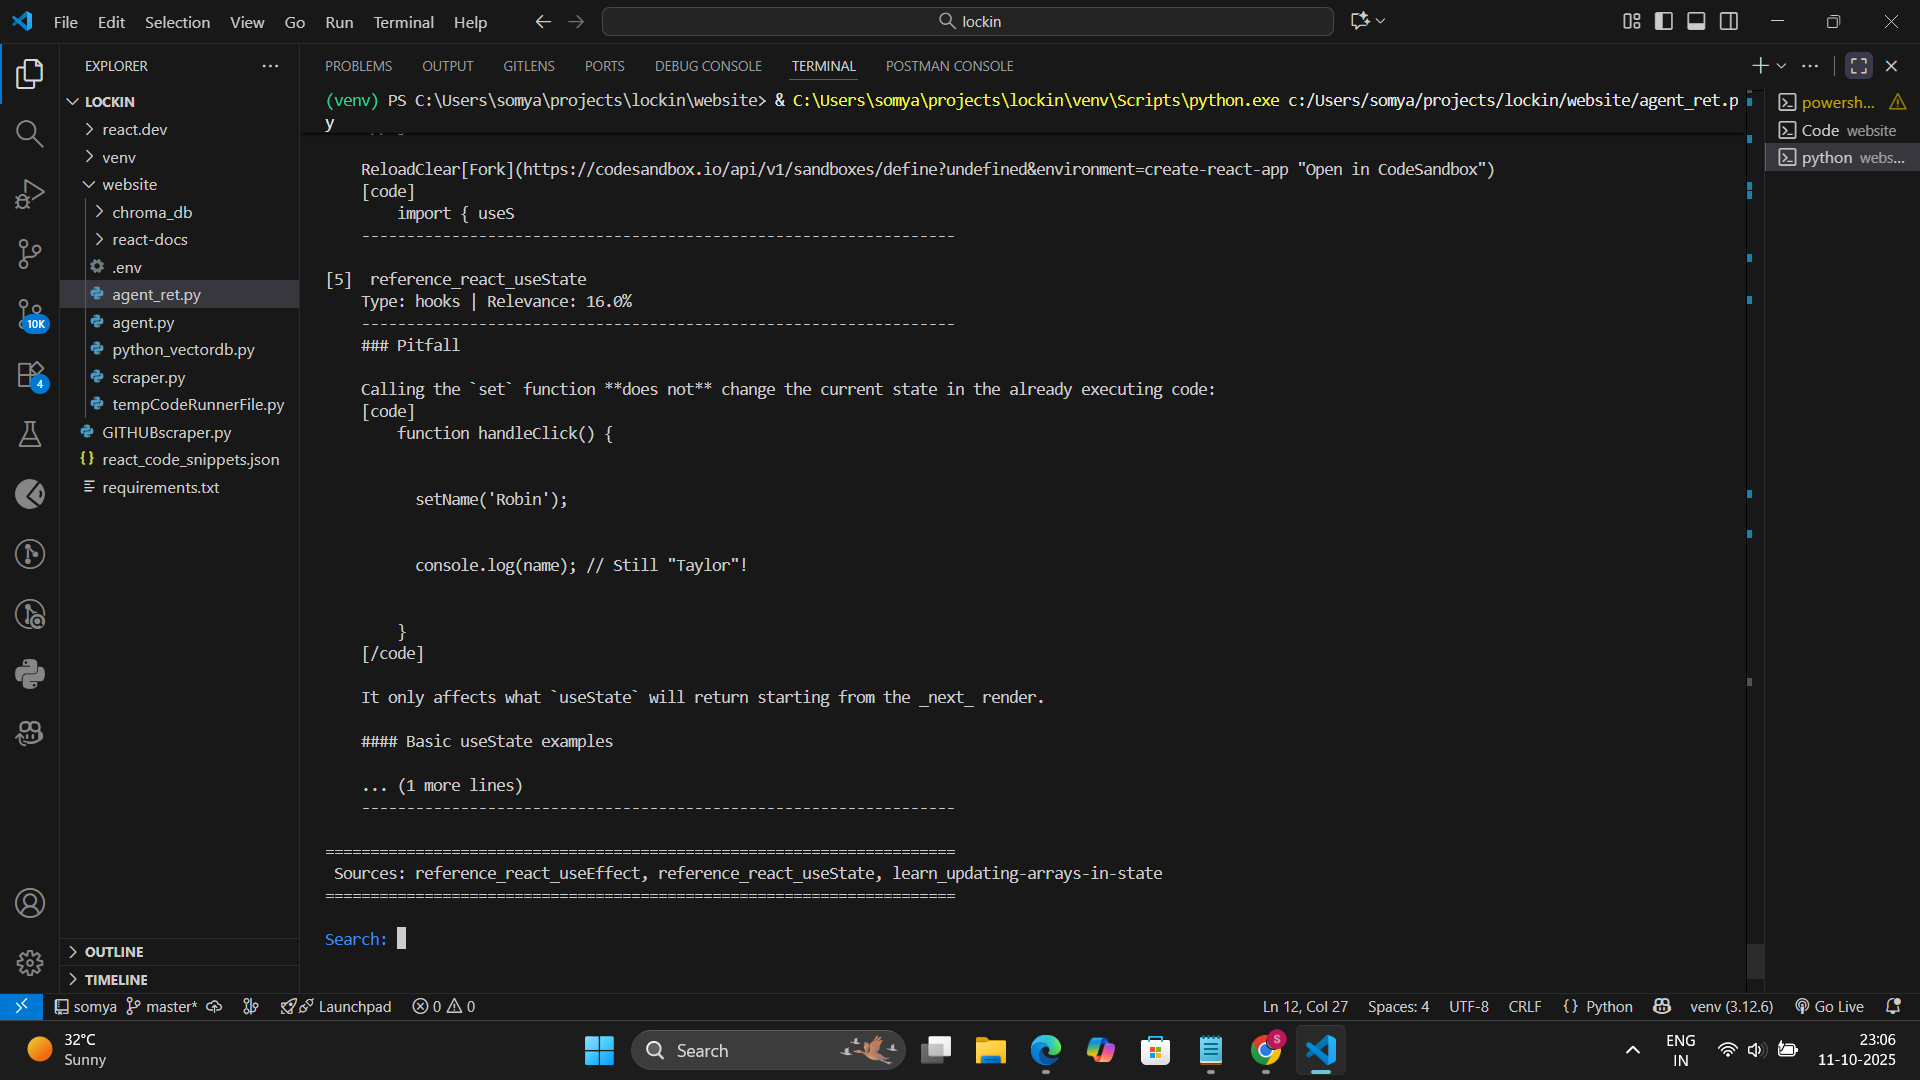 File Edit Selection View Go Run Terminal Help
lockin
EXPLORER
LOCKIN
react.dev
venv
website
chroma_db
react-docs
.env
agent_ret.py
agent.py
python_vectordb.py
scraper.py
tempCodeRunnerFile.py
GITHUBscraper.py
react_code_snippets.json
requirements.txt
OUTLINE
TIMELINE
10K
4
PROBLEMS OUTPUT GITLENS PORTS DEBUG CONSOLE TERMINAL POSTMAN CONSOLE
(venv) PS C:\Users\somya\projects\lockin\website> & C:\Users\somya\projects\lockin\venv\Scripts\python.exe c:/Users/somya/projects/lockin/website/agent_ret.p
y
ReloadClear[Fork](https://codesandbox.io/api/v1/sandboxes/define?undefined&environment=create-react-app "Open in CodeSandbox")
[code]
import { useS
------------------------------------------------------------------
[5] reference_react_useState
Type: hooks | Relevance: 16.0%
------------------------------------------------------------------
### Pitfall
Calling the `set` function **does not** change the current state in the already executing code:
[code]
function handleClick() {
setName('Robin');
console.log(name); // Still "Taylor"!
}
[/code]
It only affects what `useState` will return starting from the _next_ render.
#### Basic useState examples
... (1 more lines)
------------------------------------------------------------------
======================================================================
Sources: reference_react_useEffect, reference_react_useState, learn_updating-arrays-in-state
======================================================================
Search:
powersh...
Code website
python webs...
somya master* Launchpad 0 0
Ln 12, Col 27 Spaces: 4 UTF-8 CRLF {} Python venv (3.12.6) Go Live
32°C
Sunny
Search
S
ENG
IN
23:06
11-10-2025